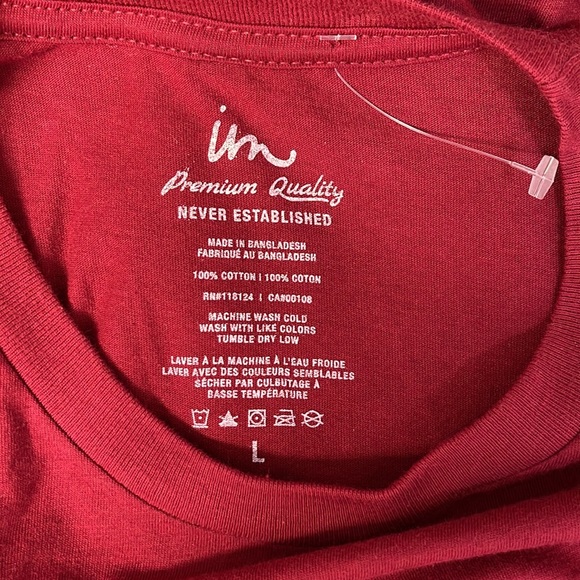 im
Premium Quality
NEVER ESTABLISHED
MADE IN BANGLADESH
FABRIQUÉ AU BANGLADESH
100% COTTON | 100% COTON
RN#118124 | CA#00108
MACHINE WASH COLD
WASH WITH LIKE COLORS
TUMBLE DRY LOW
LAVER À LA MACHINE À L'EAU FROIDE
LAVER AVEC DES COULEURS SEMBLABLES
SÉCHER PAR CULBUTAGE À
BASSE TEMPÉRATURE
L